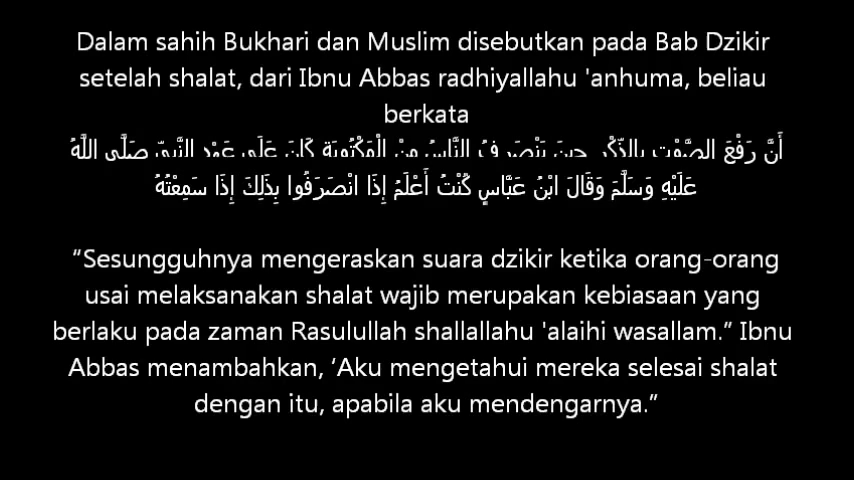 Dalam sahih Bukhari dan Muslim disebutkan pada Bab Dzikir
setelah shalat, dari Ibnu Abbas radhiyallahu 'anhuma, beliau
berkata
أَنَّ رَفْعَ الصَّوْتِ بِالذِّكْرِ حِينَ يَنْصَرِفُ النَّاسُ مِنْ الْمَكْتُوبَةِ كَانَ عَلَى عَهْدِ النَّبِيِّ صَلَّى اللَّهُ
عَلَيْهِ وَسَلَّمَ وَقَالَ ابْنُ عَبَّاسٍ كُنْتُ أَعْلَمُ إِذَا انْصَرَفُوا بِذَلِكَ إِذَا سَمِعْتُهُ
“Sesungguhnya mengeraskan suara dzikir ketika orang-orang
usai melaksanakan shalat wajib merupakan kebiasaan yang
berlaku pada zaman Rasulullah shallallahu 'alaihi wasallam.” Ibnu
Abbas menambahkan, ‘Aku mengetahui mereka selesai shalat
dengan itu, apabila aku mendengarnya.”